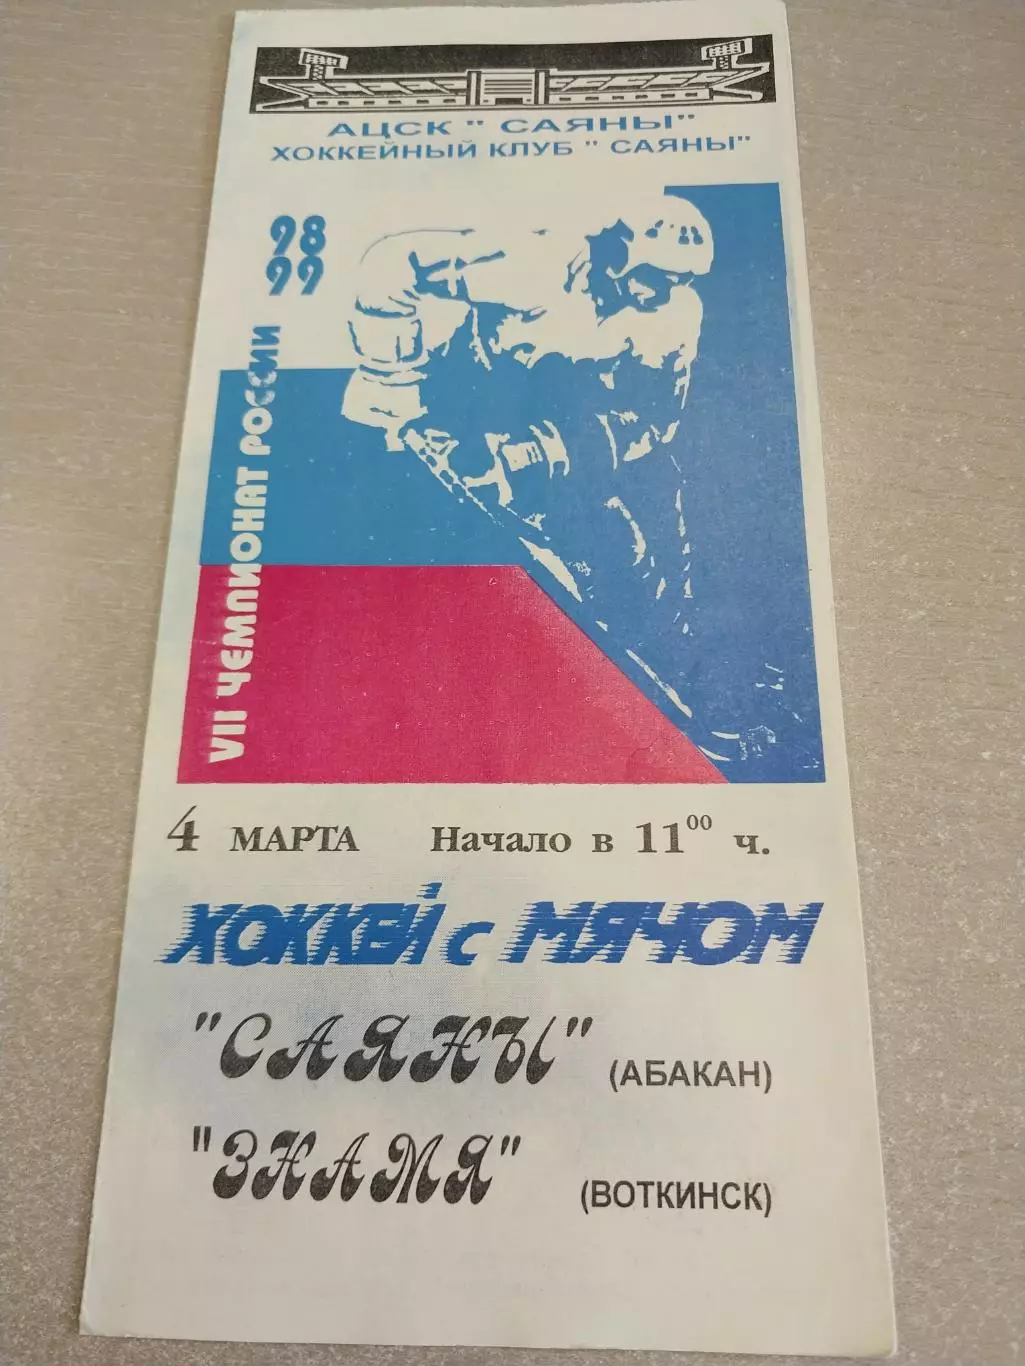 АЦСК " САЯНЫ"
ХОККЕЙНЫЙ КЛУБ " САЯНЫ"
98
99
VII ЧЕМПИОНАТ РОССИИ
4 МАРТА Начало в 11⁰⁰ ч.
ХОККЕЙ с МЯЧОМ
"САЯНЫ" (АБАКАН)
"ЗНАМЯ" (ВОТКИНСК)